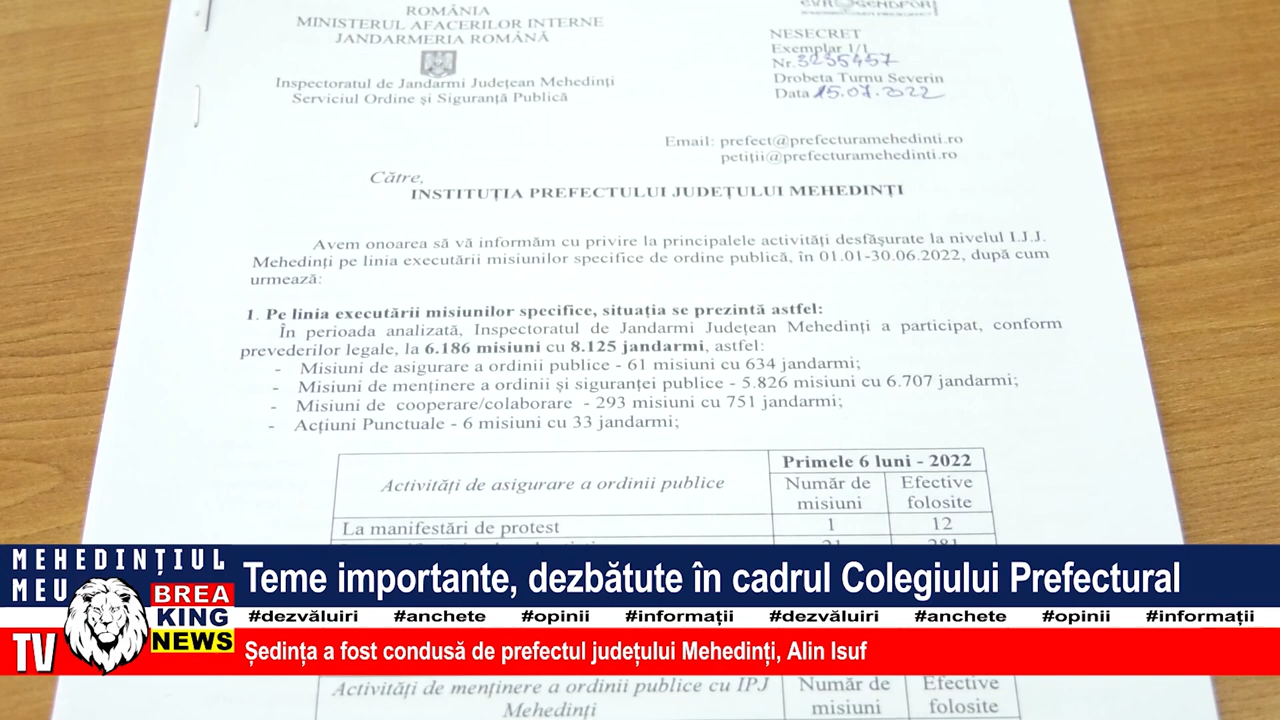 ROMÂNIA
MINISTERUL AFACERILOR INTERNE
JANDARMERIA ROMÂNĂ
Inspectoratul de Jandarmi Județean Mehedinți
Serviciul Ordine și Siguranță Publică
NESECRET
Exemplar 1/1
Nr. 3235457
Drobeta Turnu Severin
Data 15.07.2022
Email: prefect@prefecturamehedinti.ro
petiții@prefecturamehedinti.ro
Către,
INSTITUȚIA PREFECTULUI JUDEȚULUI MEHEDINȚI
Avem onoarea să vă informăm cu privire la principalele activități desfășurate la nivelul I.J.J.
Mehedinți pe linia executării misiunilor specifice de ordine publică, în 01.01-30.06.2022, după cum
urmează:
1. Pe linia executării misiunilor specifice, situația se prezintă astfel:
În perioada analizată, Inspectoratul de Jandarmi Județean Mehedinți a participat, conform
prevederilor legale, la 6.186 misiuni cu 8.125 jandarmi, astfel:
- Misiuni de asigurare a ordinii publice - 61 misiuni cu 634 jandarmi;
- Misiuni de menținere a ordinii și siguranței publice - 5.826 misiuni cu 6.707 jandarmi;
- Misiuni de cooperare/colaborare - 293 misiuni cu 751 jandarmi;
- Acțiuni Punctuale - 6 misiuni cu 33 jandarmi;
Activități de asigurare a ordinii publice
Primele 6 luni - 2022
Număr de misiuni
Efective folosite
La manifestări de protest 1 12
MEHEDINȚIUL
MEU
TV
BREA
KING
NEWS
Teme importante, dezbătute în cadrul Colegiului Prefectural
#dezvăluiri #anchete #opinii #informații #dezvăluiri #anchete #opinii #informații
Ședința a fost condusă de prefectul județului Mehedinți, Alin Isuf
Activități de menținere a ordinii publice cu IPJ
Mehedinți
Număr de misiuni
Efective folosite